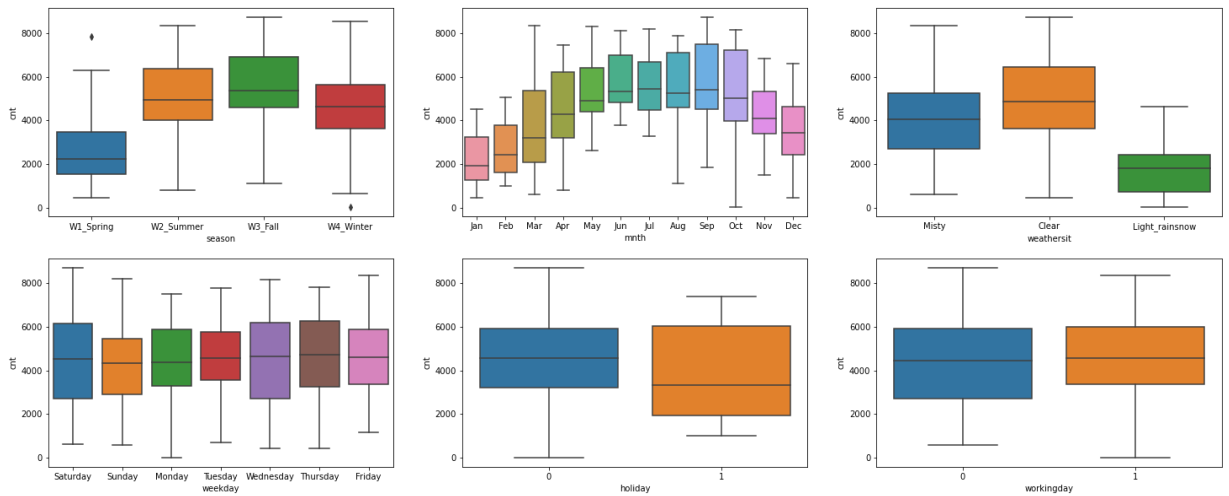 8000
6000
4000
2000
0
cnt
W1_Spring W2_Summer W3_Fall W4_Winter
season
8000
6000
4000
2000
0
cnt
Jan Feb Mar Apr May Jun Jul Aug Sep Oct Nov Dec
mnth
8000
6000
4000
2000
0
cnt
Misty Clear Light_rainsnow
weathersit
8000
6000
4000
2000
0
cnt
Saturday Sunday Monday Tuesday Wednesday Thursday Friday
weekday
8000
6000
4000
2000
0
cnt
0 1
holiday
8000
6000
4000
2000
0
cnt
0 1
workingday